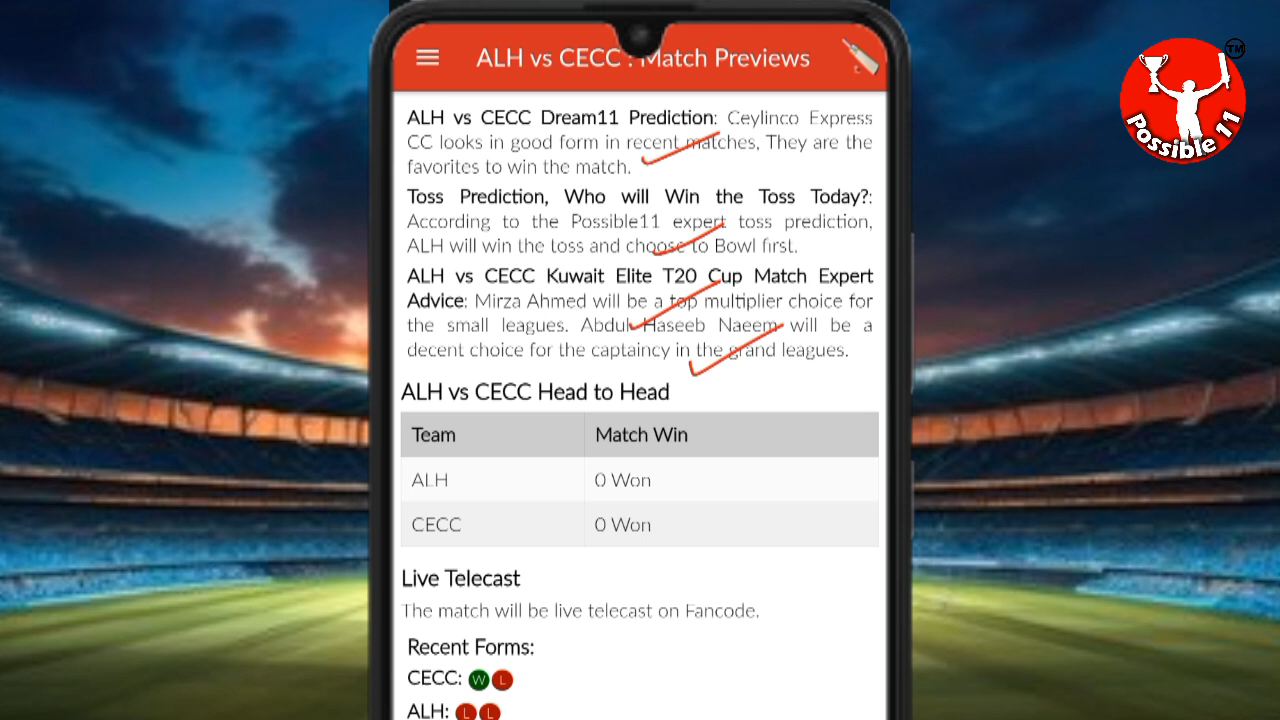 ALH vs CECC : Match Previews
TM
Possible 11
ALH vs CECC Dream11 Prediction: Ceylinco Express
CC looks in good form in recent matches, They are the
favorites to win the match.
Toss Prediction, Who will Win the Toss Today?:
According to the Possible11 expert toss prediction,
ALH will win the toss and choose to Bowl first.
ALH vs CECC Kuwait Elite T20 Cup Match Expert
Advice: Mirza Ahmed will be a top multiplier choice for
the small leagues. Abdul Haseeb Naeem will be a
decent choice for the captaincy in the grand leagues.
ALH vs CECC Head to Head
Team Match Win
ALH 0 Won
CECC 0 Won
Live Telecast
The match will be live telecast on Fancode.
Recent Forms:
CECC: W L
ALH: L L